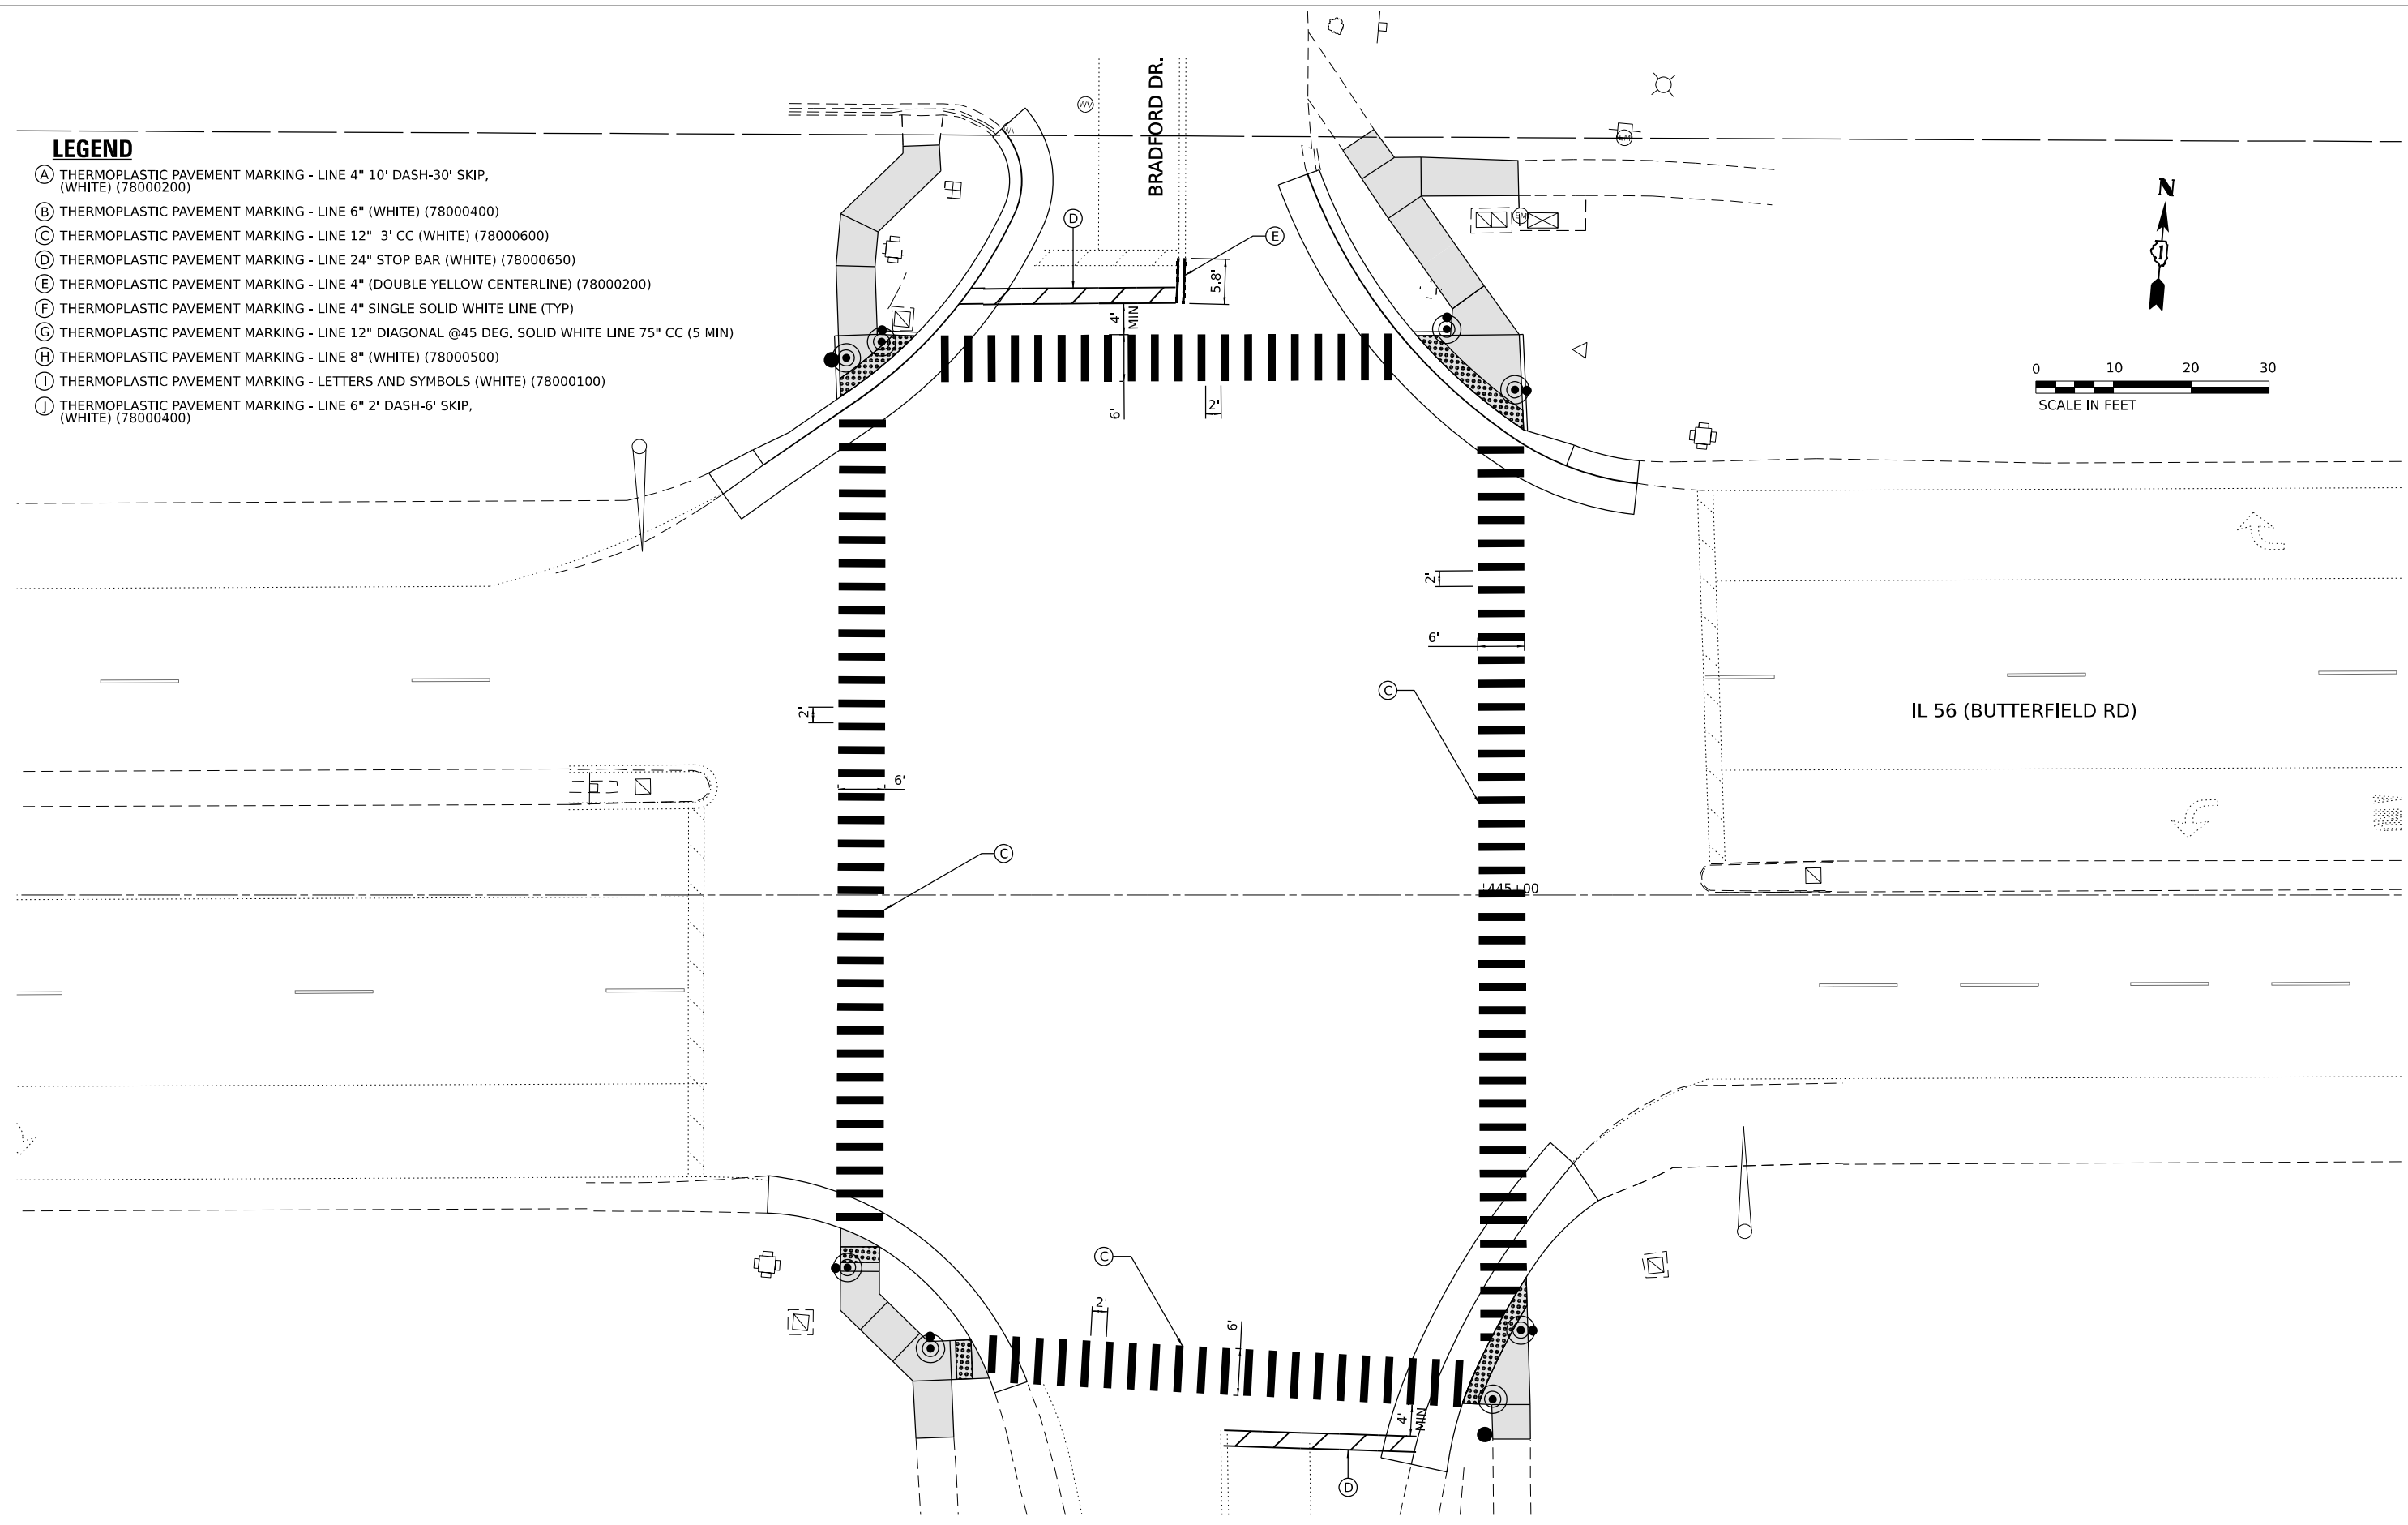 BRADFORD DR.
WV
LEGEND
A THERMOPLASTIC PAVEMENT MARKING - LINE 4" 10' DASH-30' SKIP,
(WHITE) (78000200)
B THERMOPLASTIC PAVEMENT MARKING - LINE 6" (WHITE) (78000400)
C THERMOPLASTIC PAVEMENT MARKING - LINE 12" 3' CC (WHITE) (78000600)
D THERMOPLASTIC PAVEMENT MARKING - LINE 24" STOP BAR (WHITE) (78000650)
E THERMOPLASTIC PAVEMENT MARKING - LINE 4" (DOUBLE YELLOW CENTERLINE) (78000200)
F THERMOPLASTIC PAVEMENT MARKING - LINE 4" SINGLE SOLID WHITE LINE (TYP)
G THERMOPLASTIC PAVEMENT MARKING - LINE 12" DIAGONAL @45 DEG. SOLID WHITE LINE 75" CC (5 MIN)
H THERMOPLASTIC PAVEMENT MARKING - LINE 8" (WHITE) (78000500)
I THERMOPLASTIC PAVEMENT MARKING - LETTERS AND SYMBOLS (WHITE) (78000100)
J THERMOPLASTIC PAVEMENT MARKING - LINE 6" 2' DASH-6' SKIP,
(WHITE) (78000400)
EM
N
1
EM
D
E
5.8'
4'
MIN
0 10 20 30
SCALE IN FEET
6'
2'
2'
6'
C
2'
IL 56 (BUTTERFIELD RD)
6'
C
445+00
C
2'
6'
4'
MIN
D